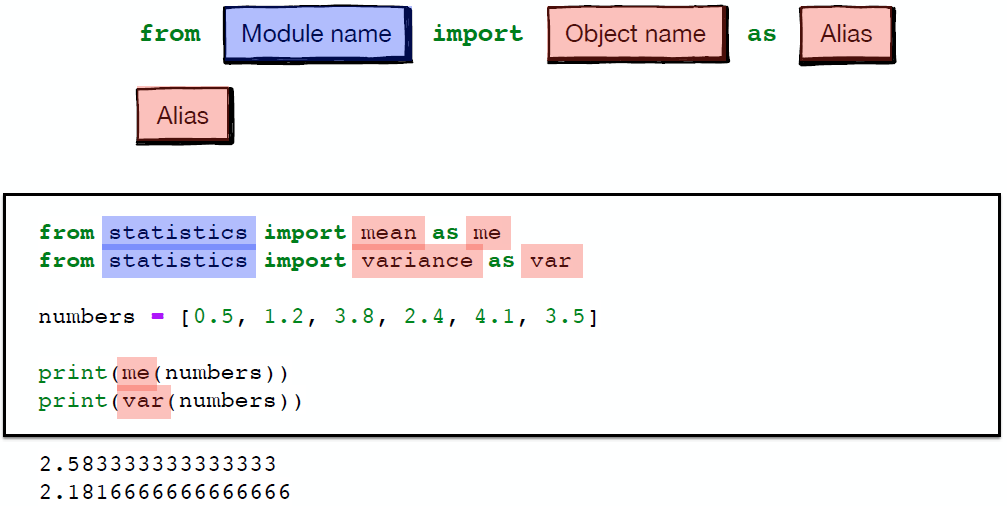 from Module name import Object name as Alias
Alias
from statistics import mean as me
from statistics import variance as var
numbers = [0.5, 1.2, 3.8, 2.4, 4.1, 3.5]
print(me(numbers))
print(var(numbers))
2.583333333333333
2.1816666666666666